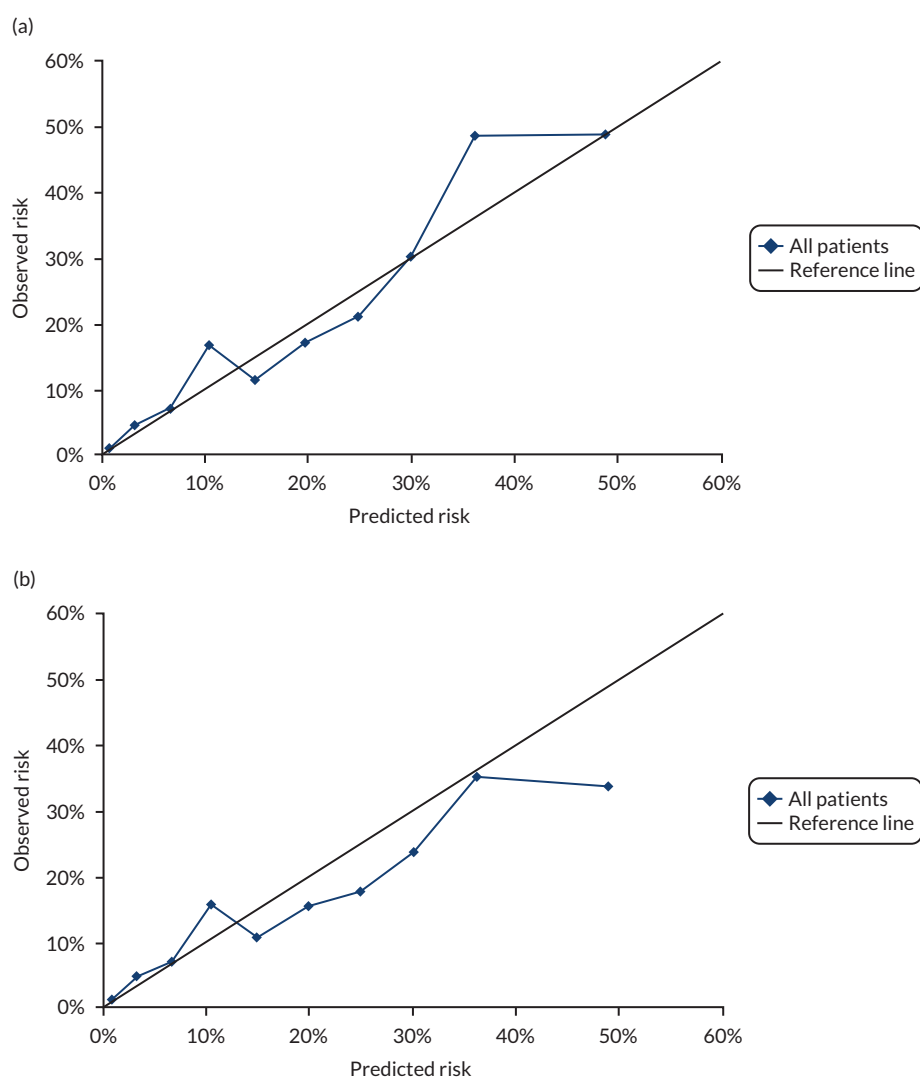 (a)
60%
50%
40%
30%
20%
10%
0%
Observed risk
0% 10% 20% 30% 40% 50% 60%
Predicted risk
All patients
Reference line
(b)
60%
50%
40%
30%
20%
10%
0%
Observed risk
0% 10% 20% 30% 40% 50% 60%
Predicted risk
All patients
Reference line